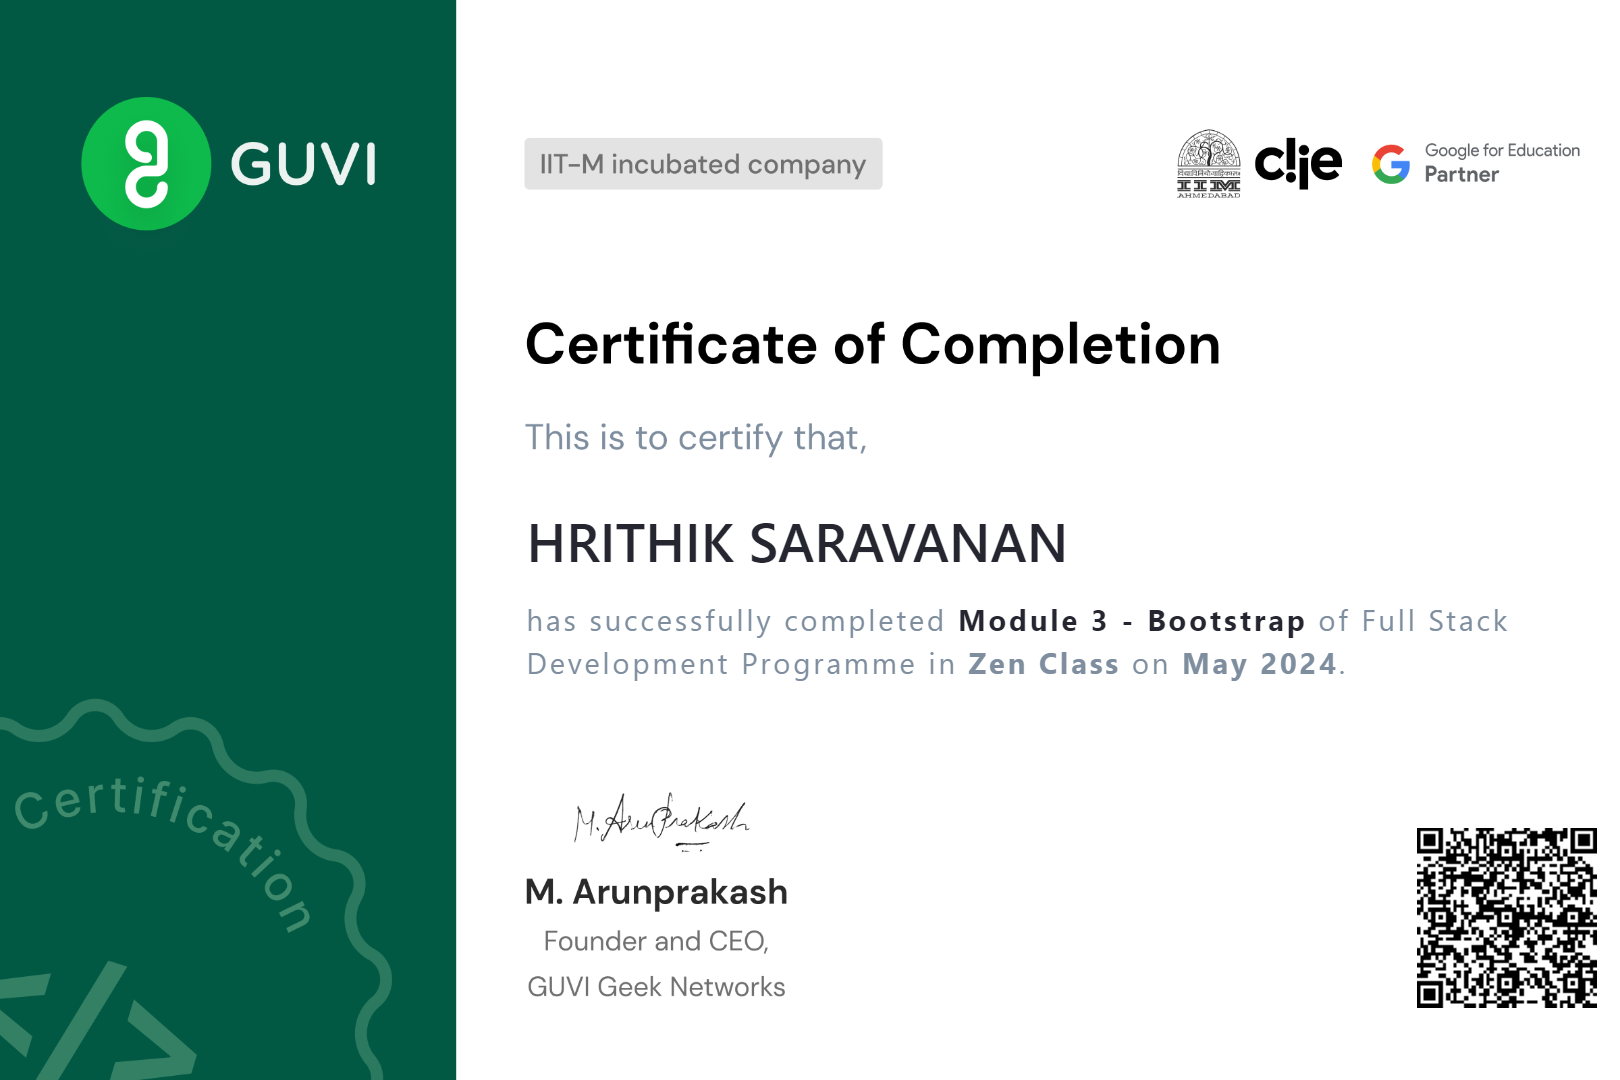 GUVI
IIT-M incubated company
IIM
AHMEDABAD
c!ie
Google for Education
Partner
Certificate of Completion
This is to certify that,
HRITHIK SARAVANAN
has successfully completed Module 3 - Bootstrap of Full Stack
Development Programme in Zen Class on May 2024.
Certification
</>
M. Arunprakash
M. Arunprakash
Founder and CEO,
GUVI Geek Networks